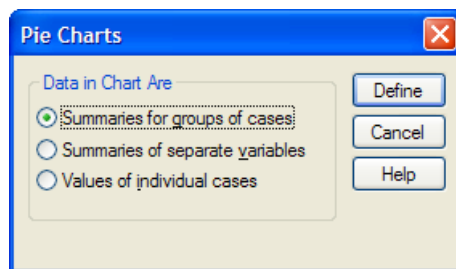 Pie Charts
Data in Chart Are
Summaries for groups of cases
Summaries of separate variables
Values of individual cases
Define
Cancel
Help